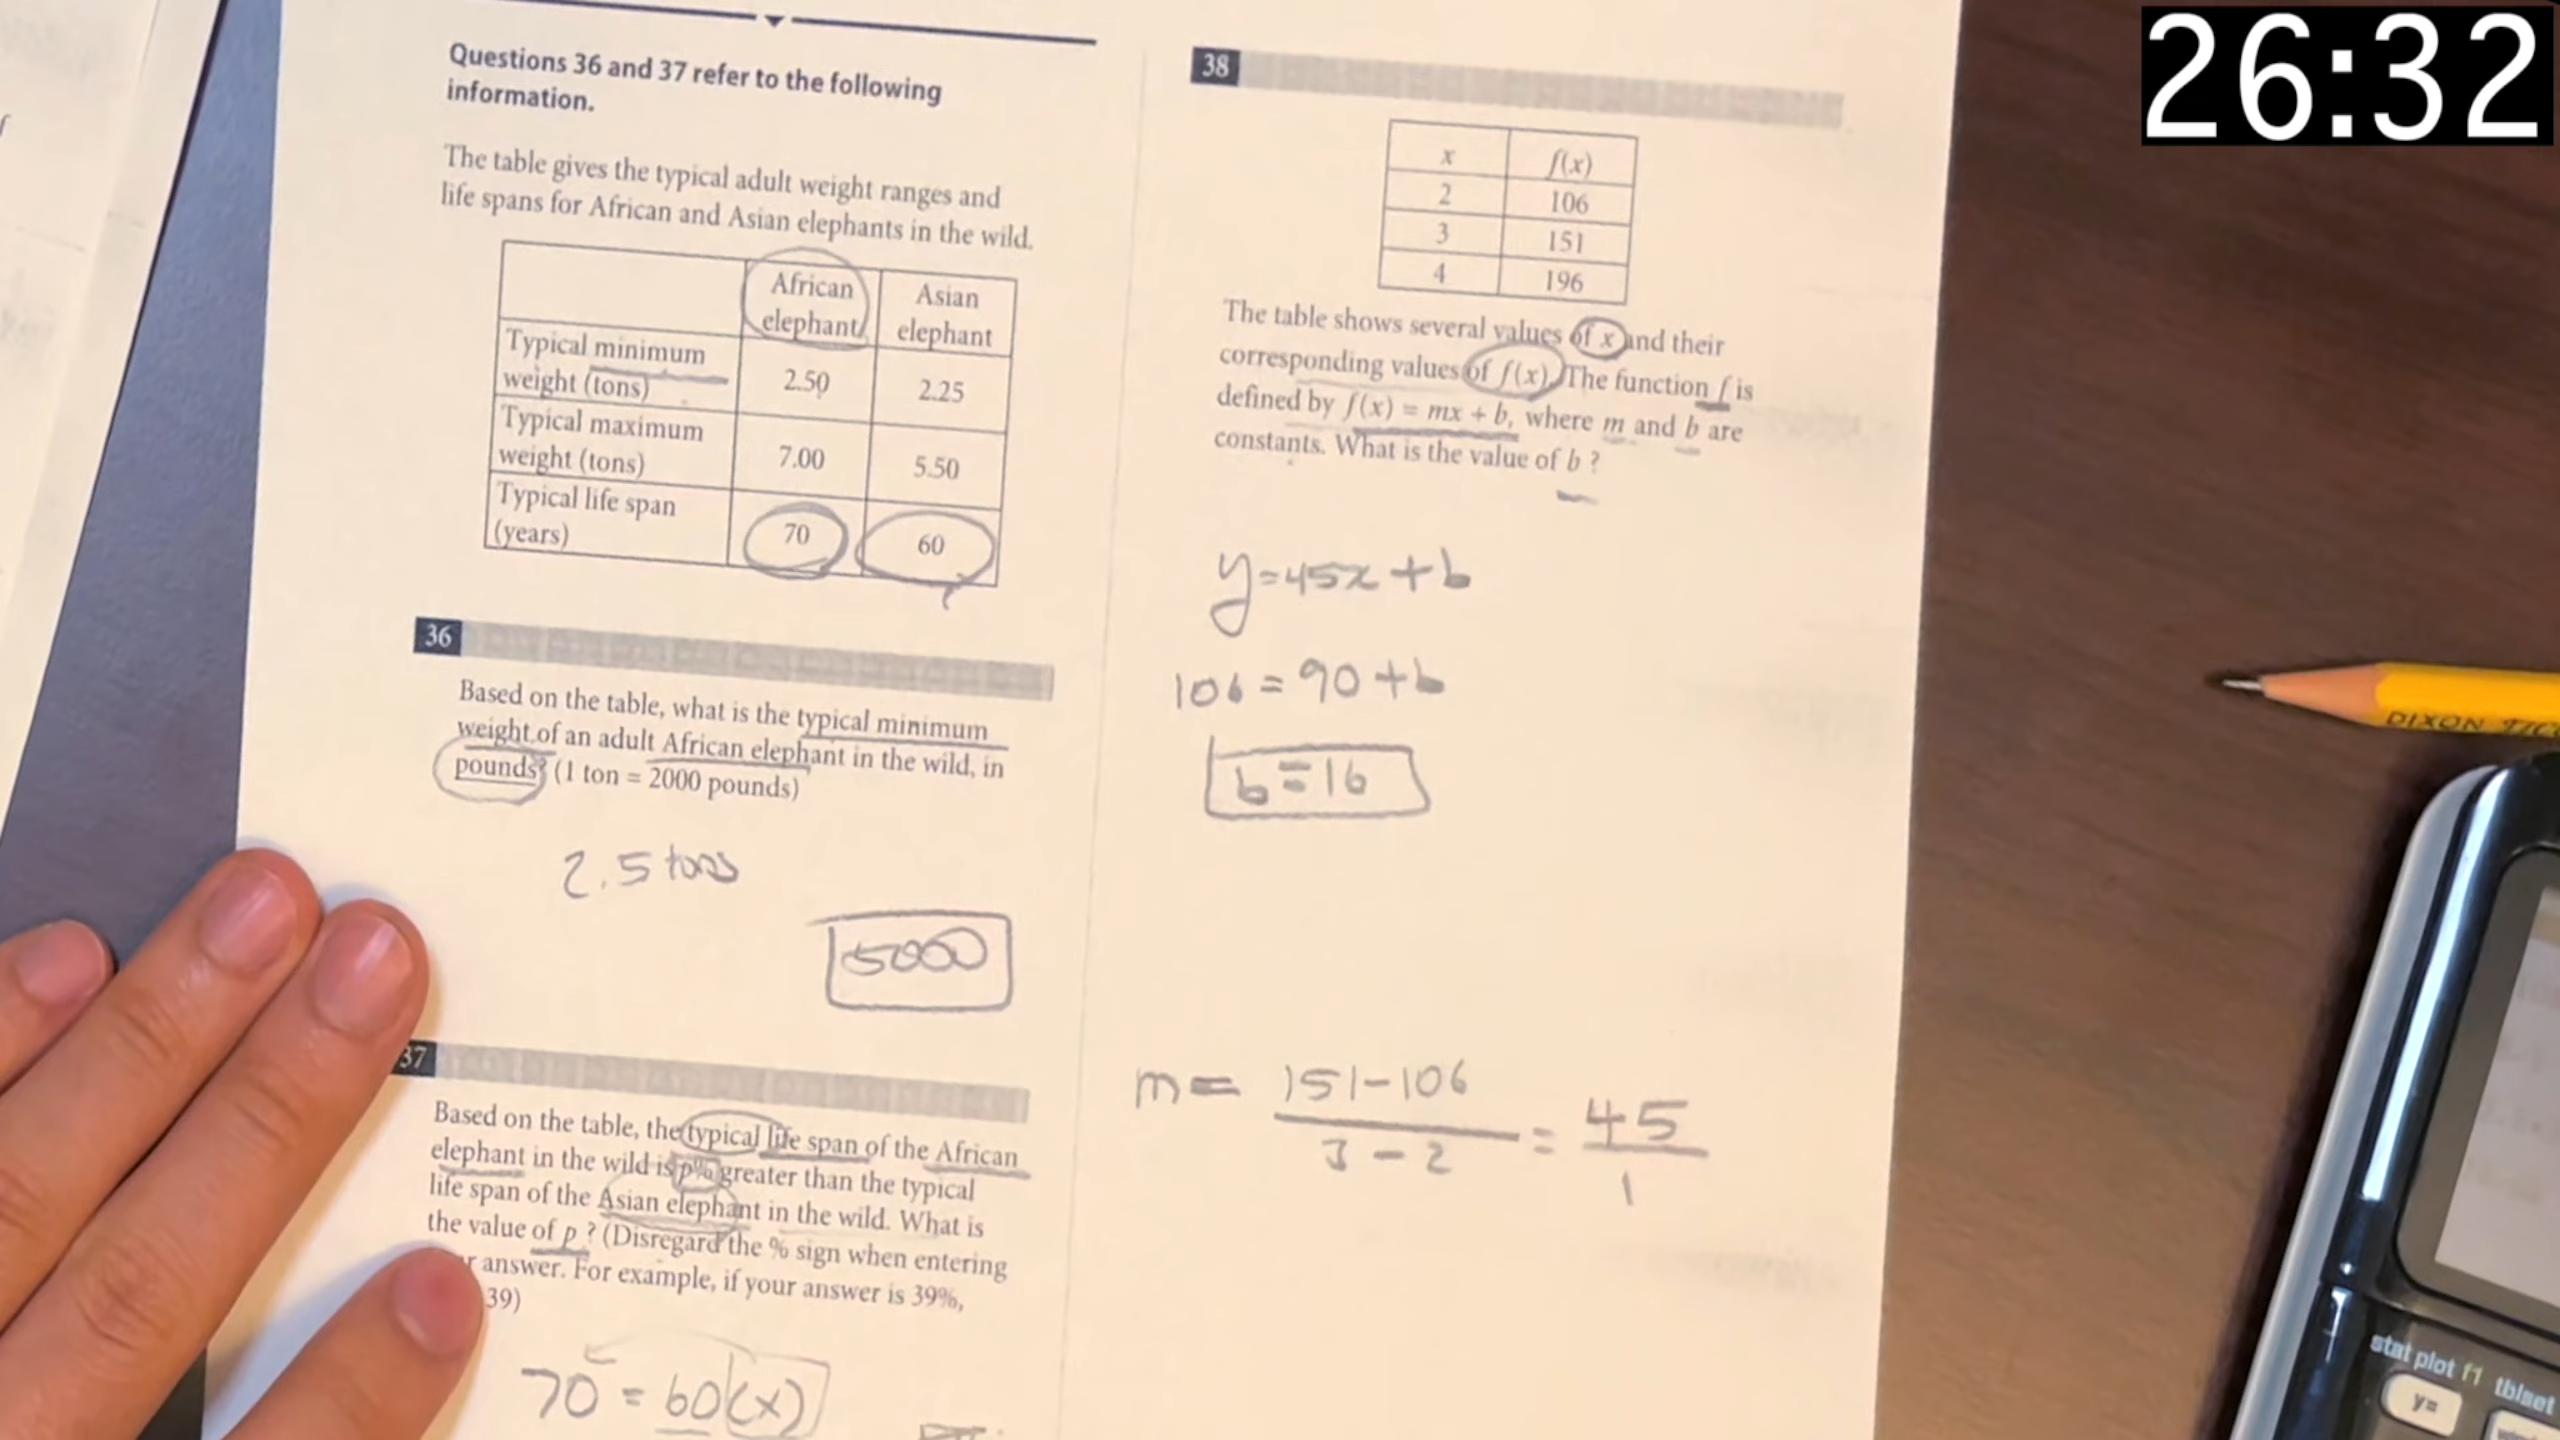 26:32
Questions 36 and 37 refer to the following
information.
The table gives the typical adult weight ranges and
life spans for African and Asian elephants in the wild.
African elephant
Asian elephant
Typical minimum weight (tons)
2.50
2.25
Typical maximum weight (tons)
7.00
5.50
Typical life span (years)
70
60
36
Based on the table, what is the typical minimum
weight of an adult African elephant in the wild, in
pounds? (1 ton = 2000 pounds)
2.5 tons
5000
37
Based on the table, the typical life span of the African
elephant in the wild is p% greater than the typical
life span of the Asian elephant in the wild. What is
the value of p ? (Disregard the % sign when entering
answer. For example, if your answer is 39%,
39)
70 = 60(x)
38
x f(x)
2 106
3 151
4 196
The table shows several values of x and their
corresponding values of f(x). The function f is
defined by f(x) = mx + b, where m and b are
constants. What is the value of b ?
y=45x+b
106=90+b
b=16
m= 151-106
3-2
= 45
1
DIXON
stat plot f1 tblset
y=